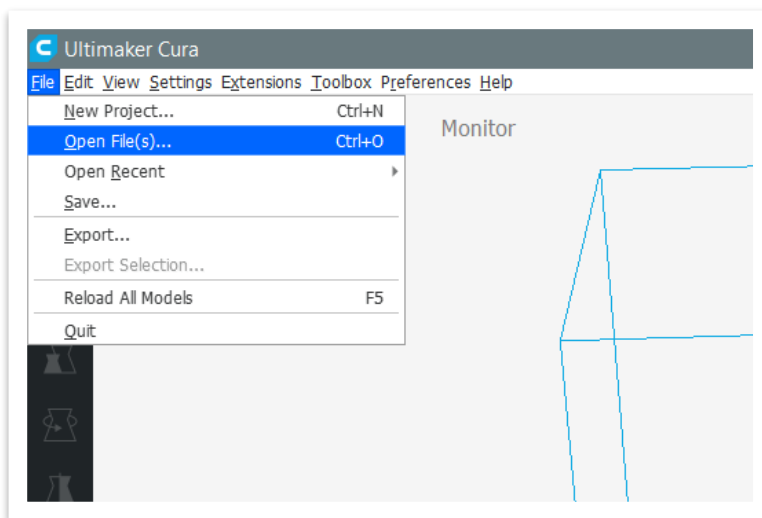 Ultimaker Cura
File Edit View Settings Extensions Toolbox Preferences Help
New Project... Ctrl+N
Monitor
Open File(s)... Ctrl+O
Open Recent
Save...
Export...
Export Selection...
Reload All Models F5
Quit